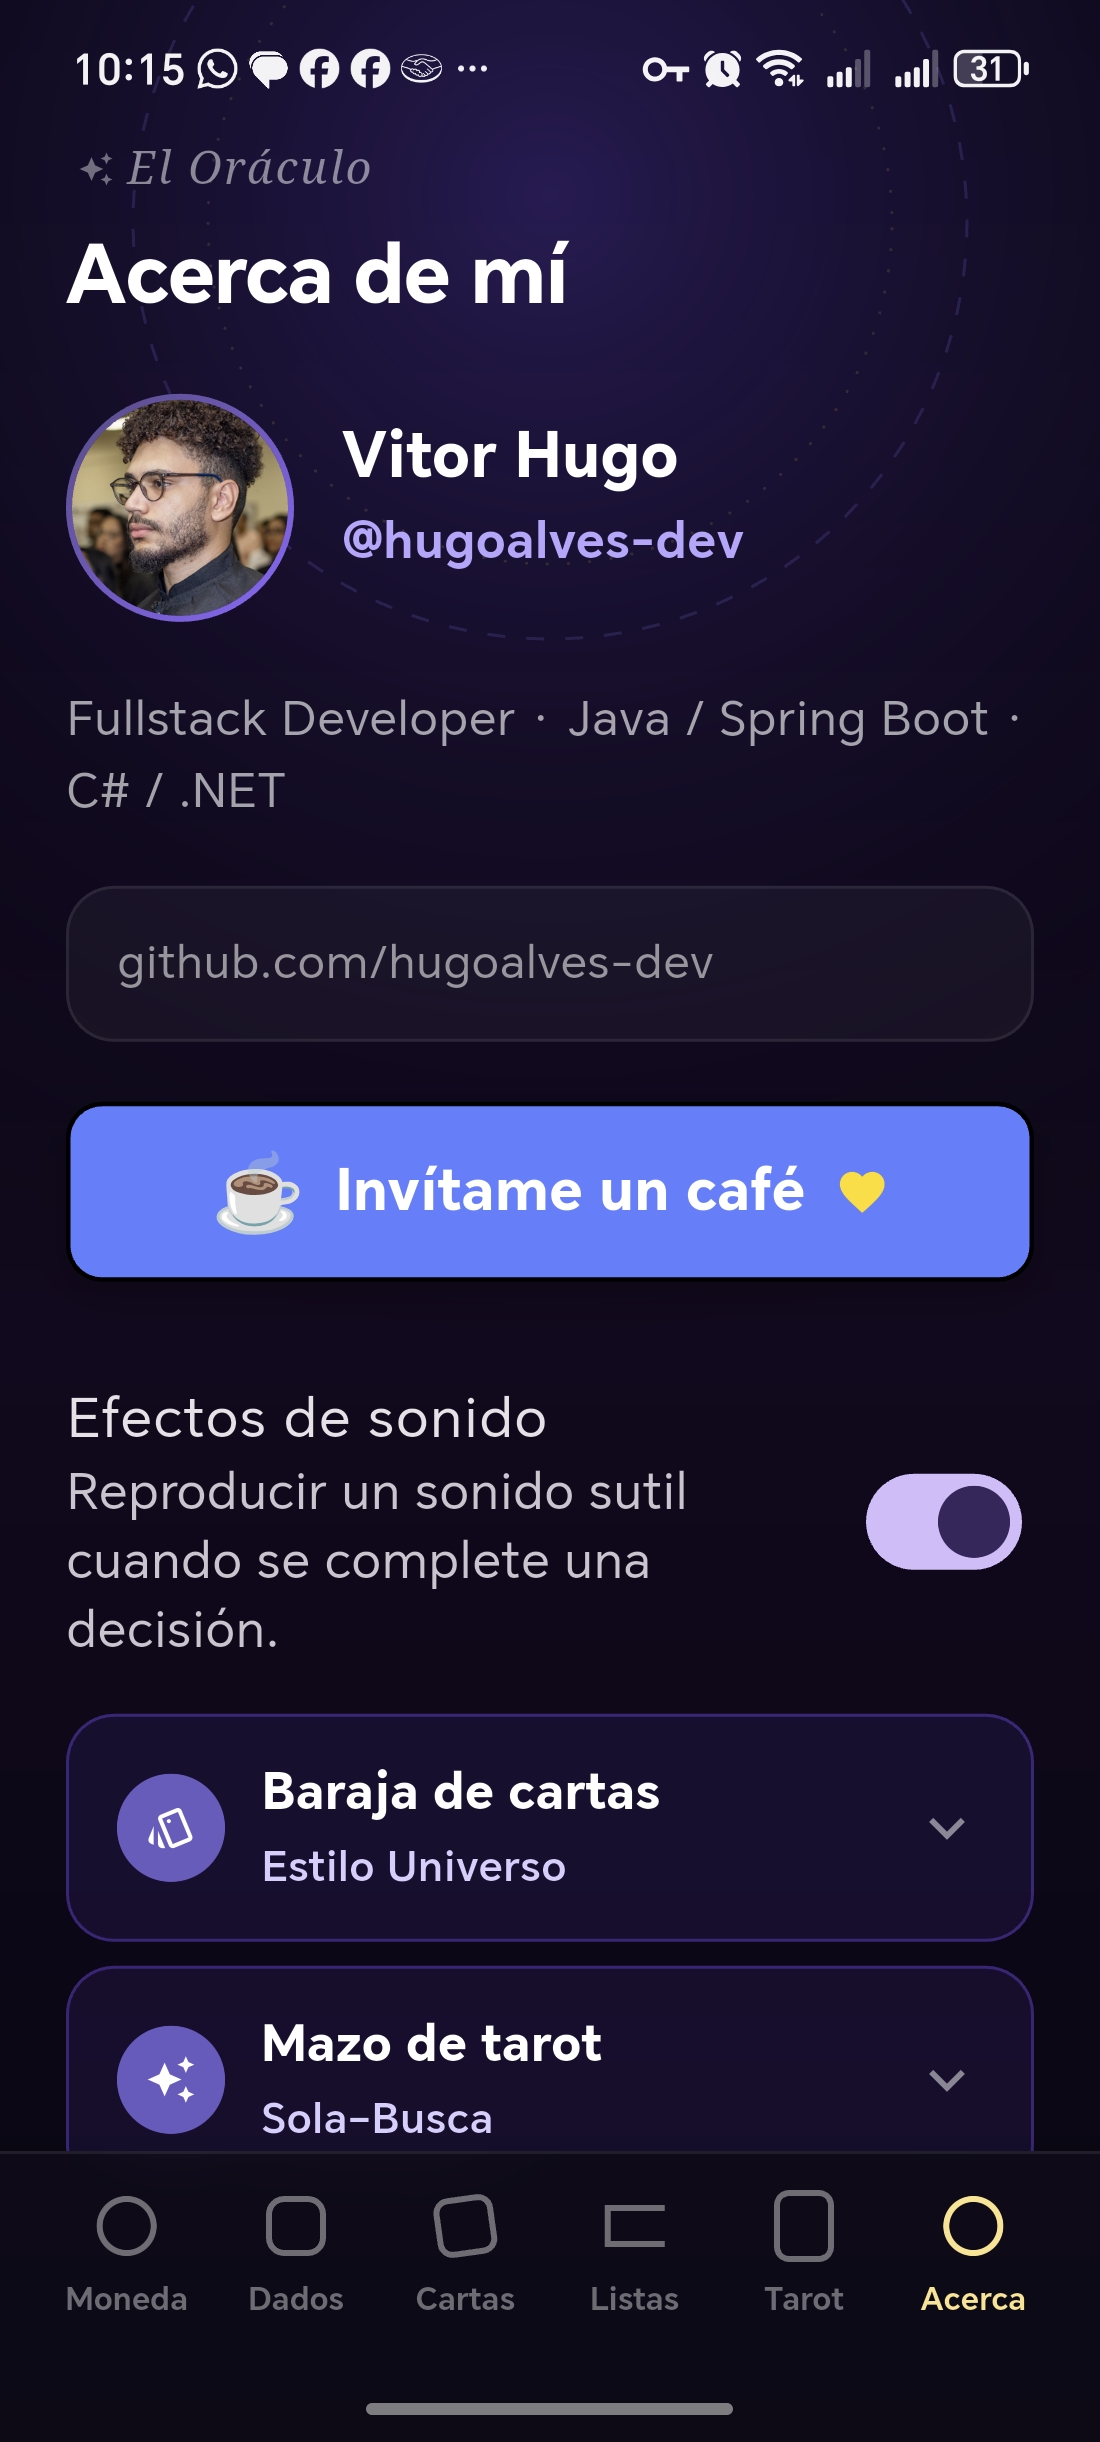 10:15
31
El Oráculo
Acerca de mí
Vitor Hugo
@hugoalves-dev
Fullstack Developer · Java / Spring Boot ·
C# / .NET
github.com/hugoalves-dev
Invítame un café
Efectos de sonido
Reproducir un sonido sutil
cuando se complete una
decisión.
Baraja de cartas
Estilo Universo
Mazo de tarot
Sola-Busca
Moneda Dados Cartas Listas Tarot Acerca